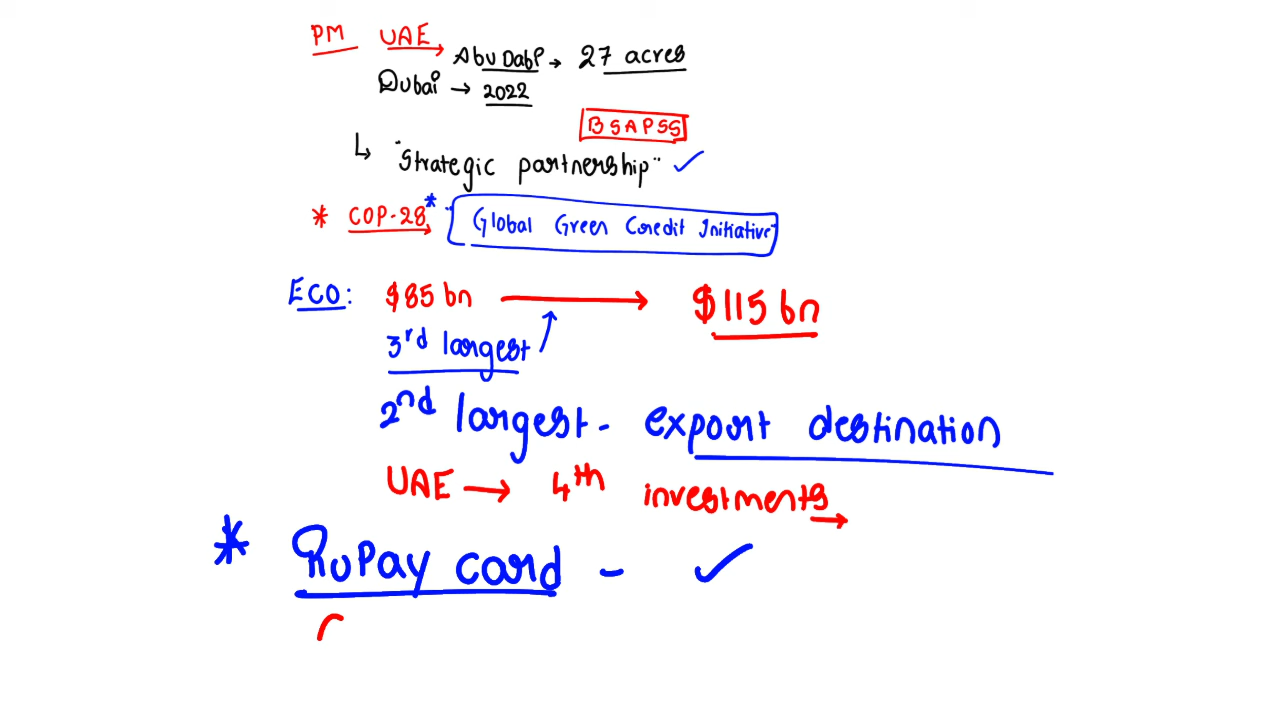 PM UAE
Abu Dabi → 27 acres
Dubai → 2022
BSAPSS
↳ "Strategic partnership" ✓
* COP-28 * "Global Green Credit Initiative"
ECO: $85 bn → $115 bn
3rd largest
2nd largest - export destination
UAE → 4th investments
* RuPay card - ✓